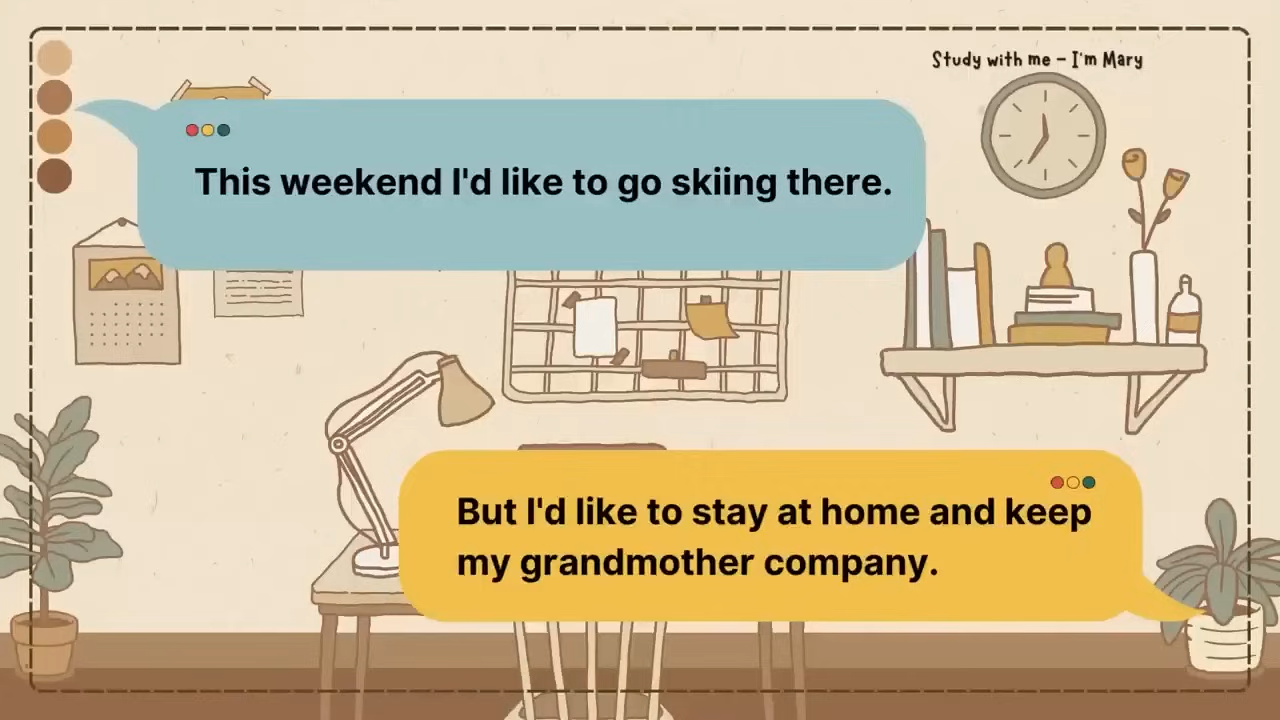 Study with me - I'm Mary
This weekend I'd like to go skiing there.
But I'd like to stay at home and keep
my grandmother company.